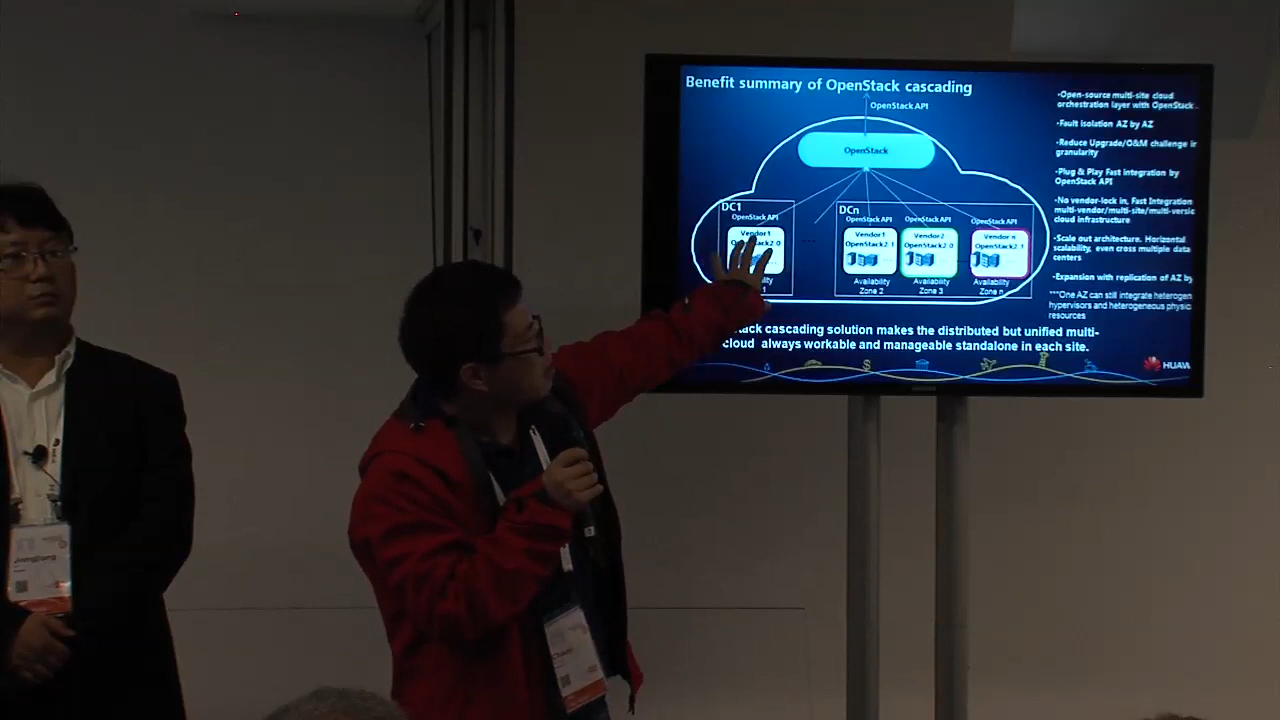 Benefit summary of OpenStack cascading
OpenStack API
OpenStack
DC1
OpenStack API
Vendor1
OpenStack2.0
DCn
OpenStack API
OpenStack API
OpenStack API
Vendor1
OpenStack2.1
Vendor2
OpenStack2.0
Vendor n
OpenStack2.1
Availability
Zone 2
Availability
Zone 3
Availability
Zone n
•Open-source multi-site cloud
orchestration layer with OpenStack
•Fault isolation AZ by AZ
•Reduce Upgrade/O&M challenge in
granularity
•Plug & Play Fast integration by
OpenStack API
•No vendor-lock in, Fast Integration
multi-vendor/multi-site/multi-versic
cloud infrastructure
•Scale out architecture. Horizontal
scalability, even cross multiple data
centers
•Expansion with replication of AZ by
***One AZ can still integrate heterogen
hypervisors and heterogeneous physic
resources
stack cascading solution makes the distributed but unified multi-
cloud always workable and manageable standalone in each site.
HUAW